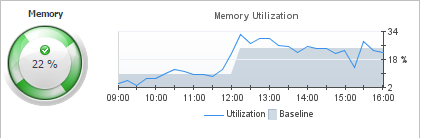 Memory
Memory Utilization
22 %
34
18 %
2
09:00 10:00 11:00 12:00 13:00 14:00 15:00 16:00
Utilization Baseline